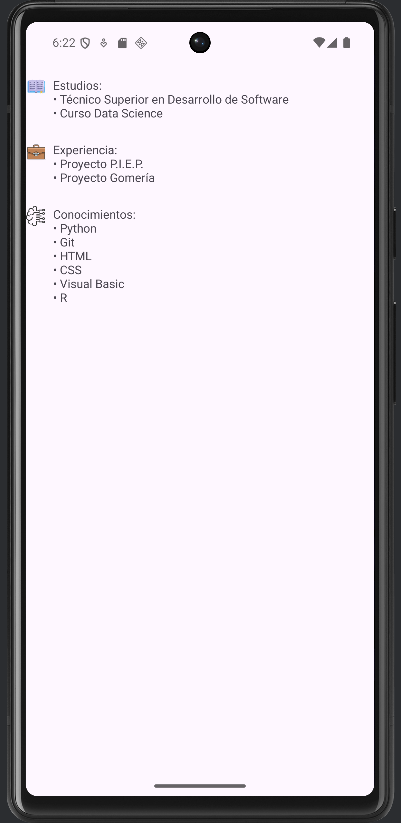 6:22
Estudios:
• Técnico Superior en Desarrollo de Software
• Curso Data Science
Experiencia:
• Proyecto P.I.E.P.
• Proyecto Gomería
Conocimientos:
• Python
• Git
• HTML
• CSS
• Visual Basic
• R